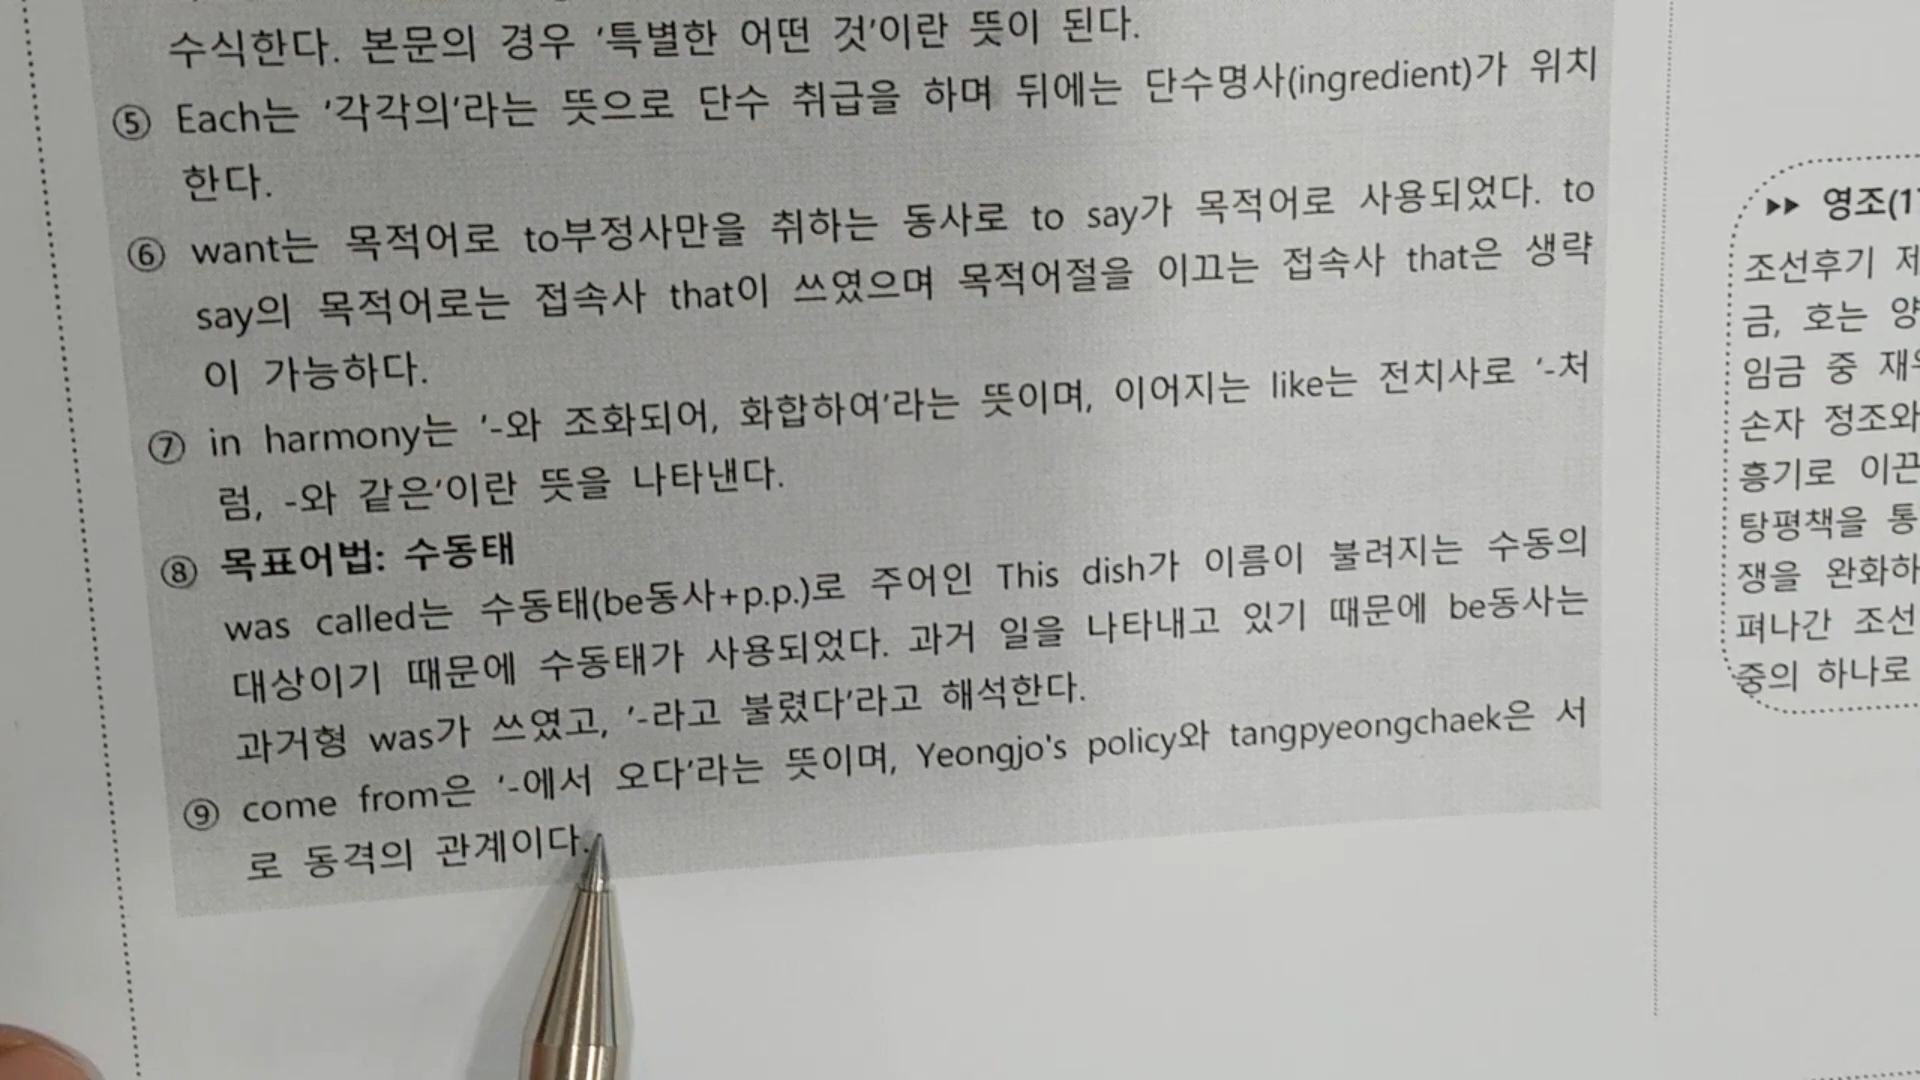 수식한다. 본문의 경우 '특별한 어떤 것'이란 뜻이 된다.
⑤ Each는 '각각의'라는 뜻으로 단수 취급을 하며 뒤에는 단수명사(ingredient)가 위치
한다.
⑥ want는 목적어로 to부정사만을 취하는 동사로 to say가 목적어로 사용되었다. to
say의 목적어로는 접속사 that이 쓰였으며 목적어절을 이끄는 접속사 that은 생략
이 가능하다.
⑦ in harmony는 '-와 조화되어, 화합하여'라는 뜻이며, 이어지는 like는 전치사로 '-처
럼, -와 같은'이란 뜻을 나타낸다.
⑧ 목표어법: 수동태
was called는 수동태(be동사+p.p.)로 주어인 This dish가 이름이 불려지는 수동의
대상이기 때문에 수동태가 사용되었다. 과거 일을 나타내고 있기 때문에 be동사는
과거형 was가 쓰였고, '-라고 불렸다'라고 해석한다.
⑨ come from은 '-에서 오다'라는 뜻이며, Yeongjo's policy와 tangpyeongchaek은 서
로 동격의 관계이다.
▸▸ 영조(1
조선후기 제
금, 호는 양
임금 중 재
손자 정조와
흥기로 이끈
탕평책을 통
쟁을 완화하
펴나간 조선
중의 하나로